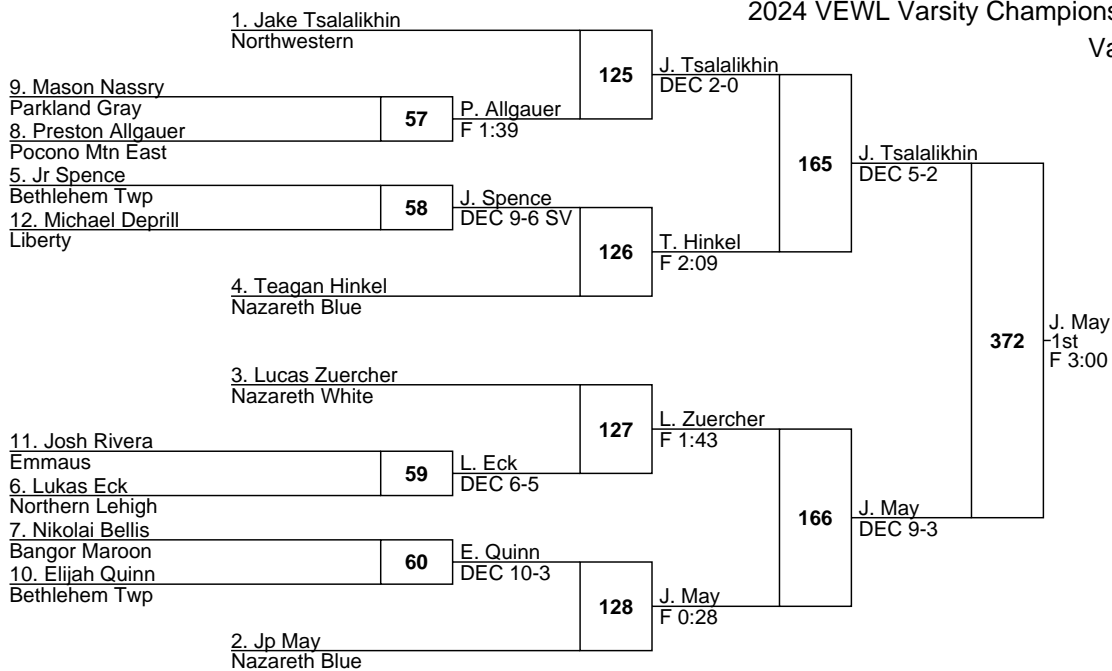 2024 VEWL Varsity Champions
Va
1. Jake Tsalalikhin
Northwestern
125
J. Tsalalikhin
DEC 2-0
9. Mason Nassry
Parkland Gray
57
P. Allgauer
F 1:39
8. Preston Allgauer
Pocono Mtn East
165
J. Tsalalikhin
DEC 5-2
5. Jr Spence
Bethlehem Twp
58
J. Spence
DEC 9-6 SV
12. Michael Deprill
Liberty
126
T. Hinkel
F 2:09
4. Teagan Hinkel
Nazareth Blue
372
J. May
1st
F 3:00
3. Lucas Zuercher
Nazareth White
127
L. Zuercher
F 1:43
11. Josh Rivera
Emmaus
59
L. Eck
DEC 6-5
6. Lukas Eck
Northern Lehigh
166
J. May
DEC 9-3
7. Nikolai Bellis
Bangor Maroon
60
E. Quinn
DEC 10-3
10. Elijah Quinn
Bethlehem Twp
128
J. May
F 0:28
2. Jp May
Nazareth Blue